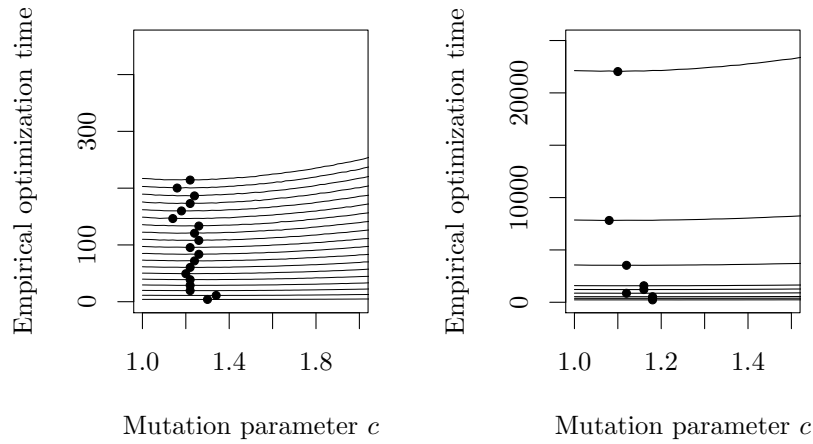 Empirical optimization time
300
100
0
1.0 1.4 1.8
Mutation parameter c
Empirical optimization time
20000
10000
0
1.0 1.2 1.4
Mutation parameter c